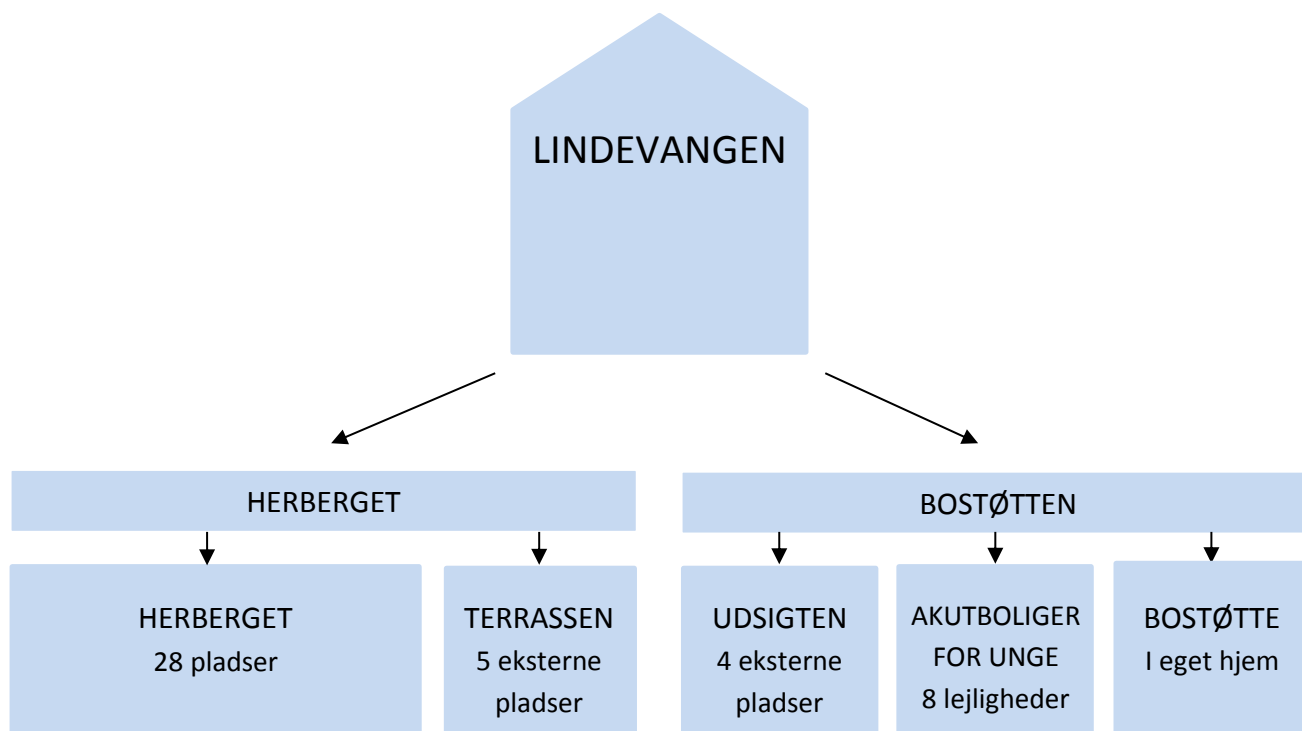 LINDEVANGEN
HERBERGET
BOSTØTTEN
HERBERGET
28 pladser
TERRASSEN
5 eksterne
pladser
UDSIGTEN
4 eksterne
pladser
AKUTBOLIGER
FOR UNGE
8 lejligheder
BOSTØTTE
I eget hjem